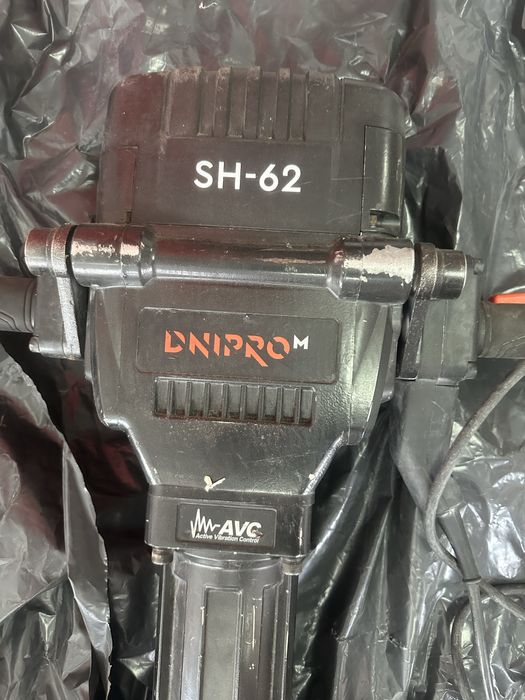 SH-62
DNIPRO M
AVC
Active Vibration Control